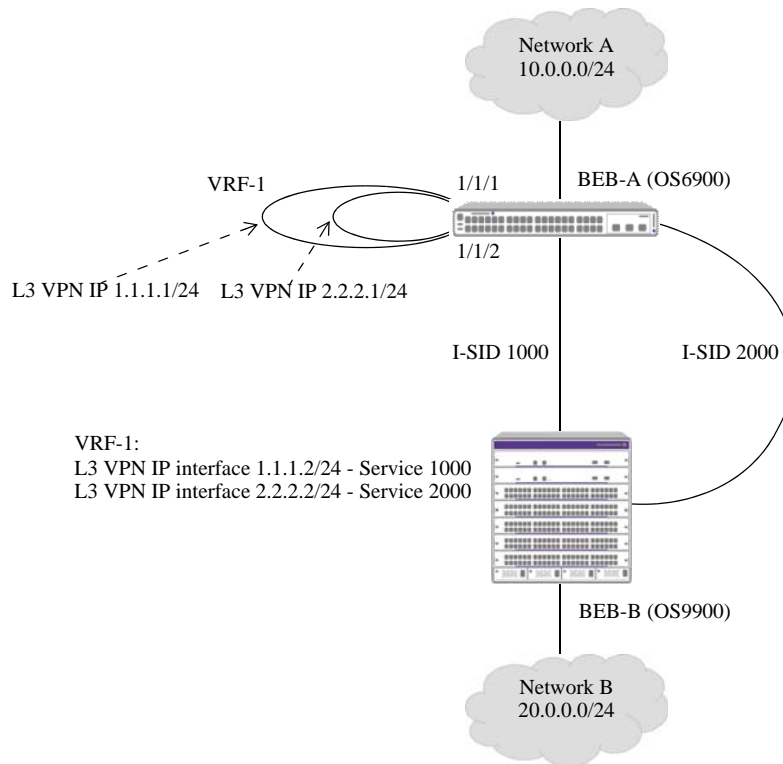 Network A
10.0.0.0/24
VRF-1
1/1/1
BEB-A (OS6900)
1/1/2
L3 VPN IP 1.1.1.1/24
L3 VPN IP 2.2.2.1/24
I-SID 1000
I-SID 2000
VRF-1:
L3 VPN IP interface 1.1.1.2/24 - Service 1000
L3 VPN IP interface 2.2.2.2/24 - Service 2000
BEB-B (OS9900)
Network B
20.0.0.0/24